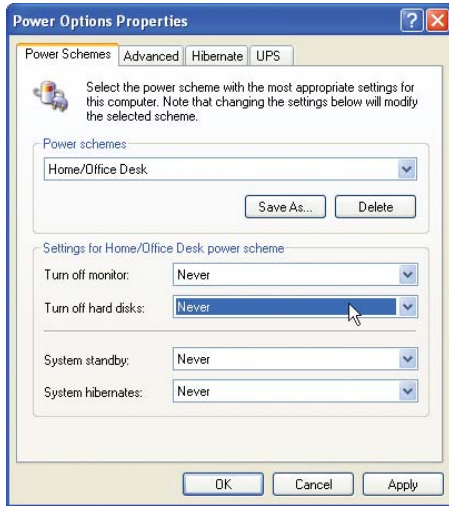 Power Options Properties
Power Schemes Advanced Hibernate UPS
Select the power scheme with the most appropriate settings for
this computer. Note that changing the settings below will modify
the selected scheme.
Power schemes
Home/Office Desk
Save As... Delete
Settings for Home/Office Desk power scheme
Turn off monitor: Never
Turn off hard disks: Never
System standby: Never
System hibernates: Never
OK Cancel Apply